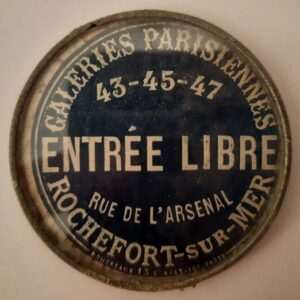 GALERIES PARISIENNES
43-45-47
ENTRÉE LIBRE
RUE DE L'ARSENAL
ROCHEFORT-SUR-MER